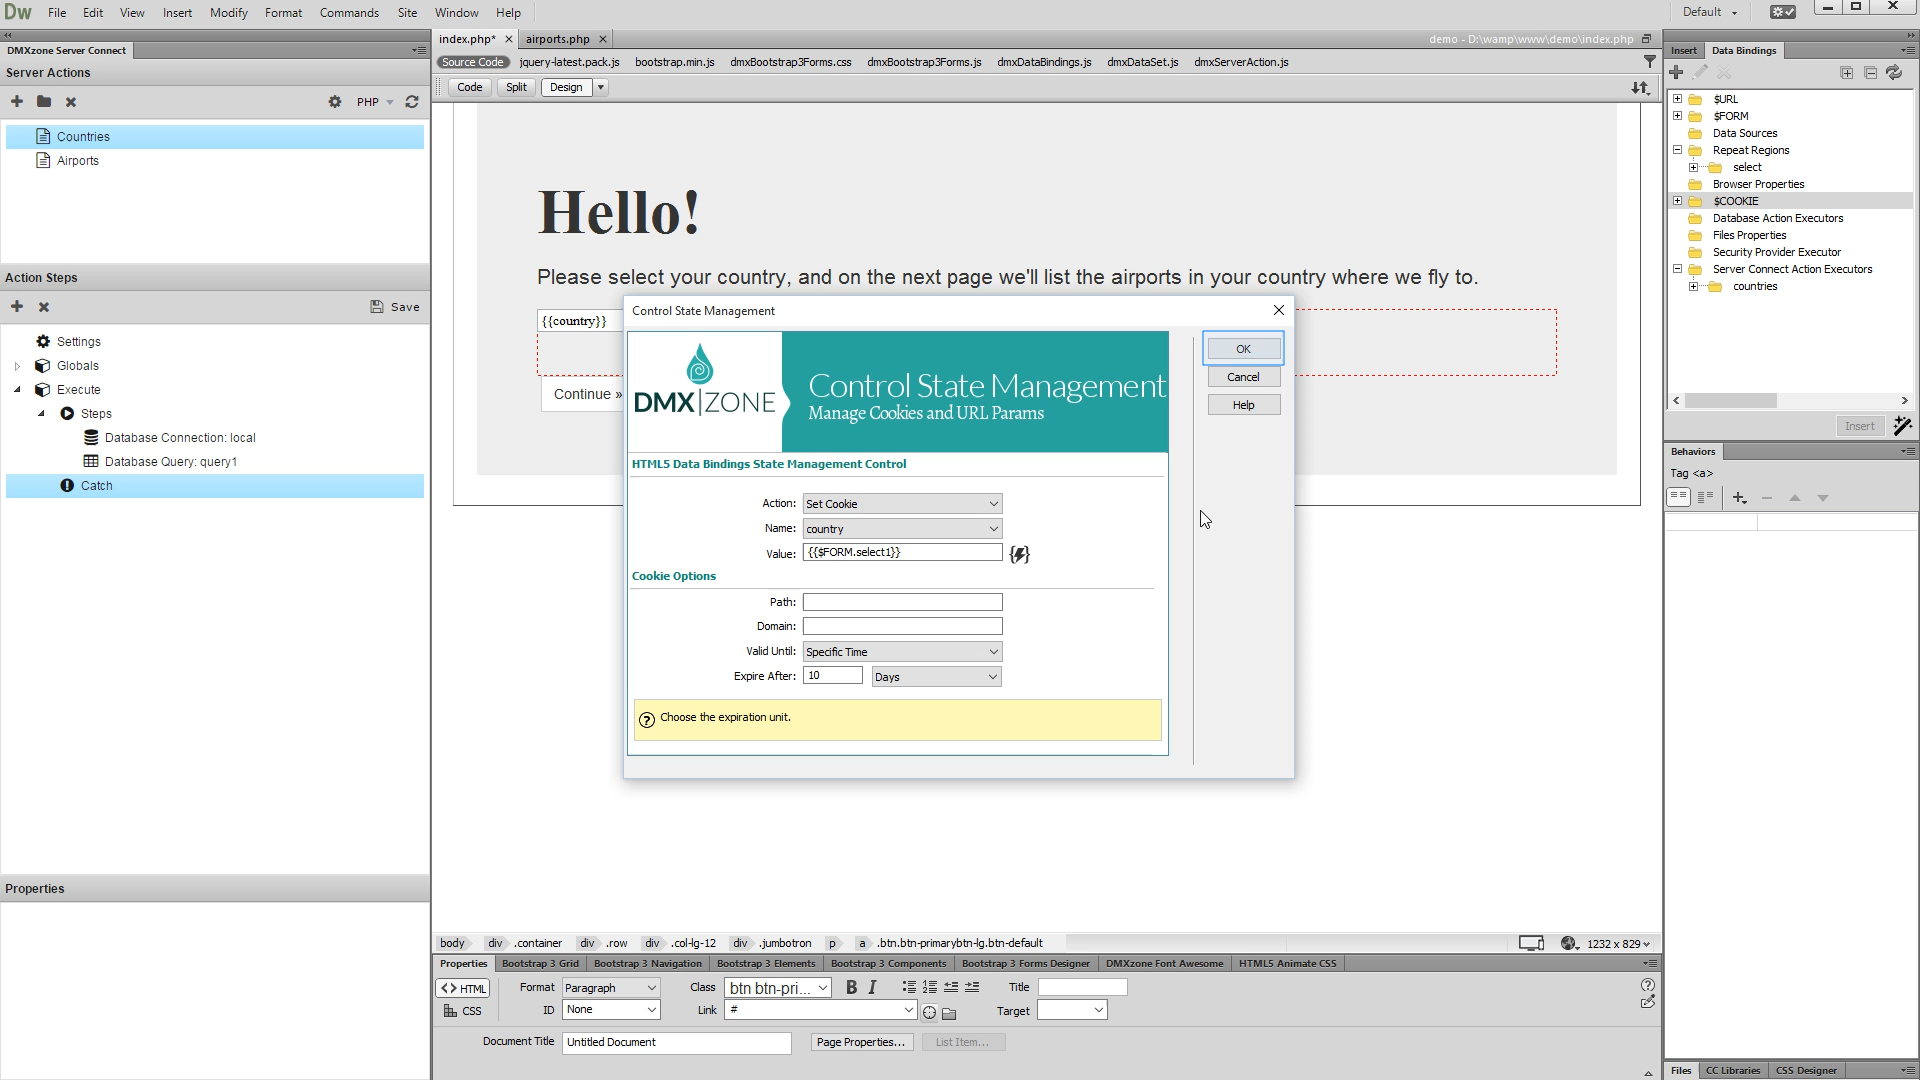 Dw File Edit View Insert Modify Format Commands Site Window Help Default
DMXzone Server Connect
Server Actions
PHP
Countries
Airports
Action Steps
Save
Settings
Globals
Execute
Steps
Database Connection: local
Database Query: query1
Catch
Properties
index.php* airports.php demo - D:\wamp\www\demo\index.php
Source Code jquery-latest.pack.js bootstrap.min.js dmxBootstrap3Forms.css dmxBootstrap3Forms.js dmxDataBindings.js dmxDataSet.js dmxServerAction.js
Code Split Design
Hello!
Please select your country, and on the next page we'll list the airports in your country where we fly to.
{{country}}
Continue »
Control State Management
DMX|ZONE
Control State Management
Manage Cookies and URL Params
OK
Cancel
Help
HTML5 Data Bindings State Management Control
Action: Set Cookie
Name: country
Value: {{$FORM.select1}}
Cookie Options
Path:
Domain:
Valid Until: Specific Time
Expire After: 10 Days
Choose the expiration unit.
body div .container div .row div .col-lg-12 div .jumbotron p a .btn.btn-primarybtn-lg.btn-default 1232 x 829
Properties Bootstrap 3 Grid Bootstrap 3 Navigation Bootstrap 3 Elements Bootstrap 3 Components Bootstrap 3 Forms Designer DMXzone Font Awesome HTML5 Animate CSS
<> HTML Format Paragraph Class btn btn-pri... B I Title
CSS ID None Link # Target
Document Title Untitled Document Page Properties... List Item...
Insert Data Bindings
$URL
$FORM
Data Sources
Repeat Regions
select
Browser Properties
$COOKIE
Database Action Executors
Files Properties
Security Provider Executor
Server Connect Action Executors
countries
Insert
Behaviors
Tag <a>
Files CC Libraries CSS Designer